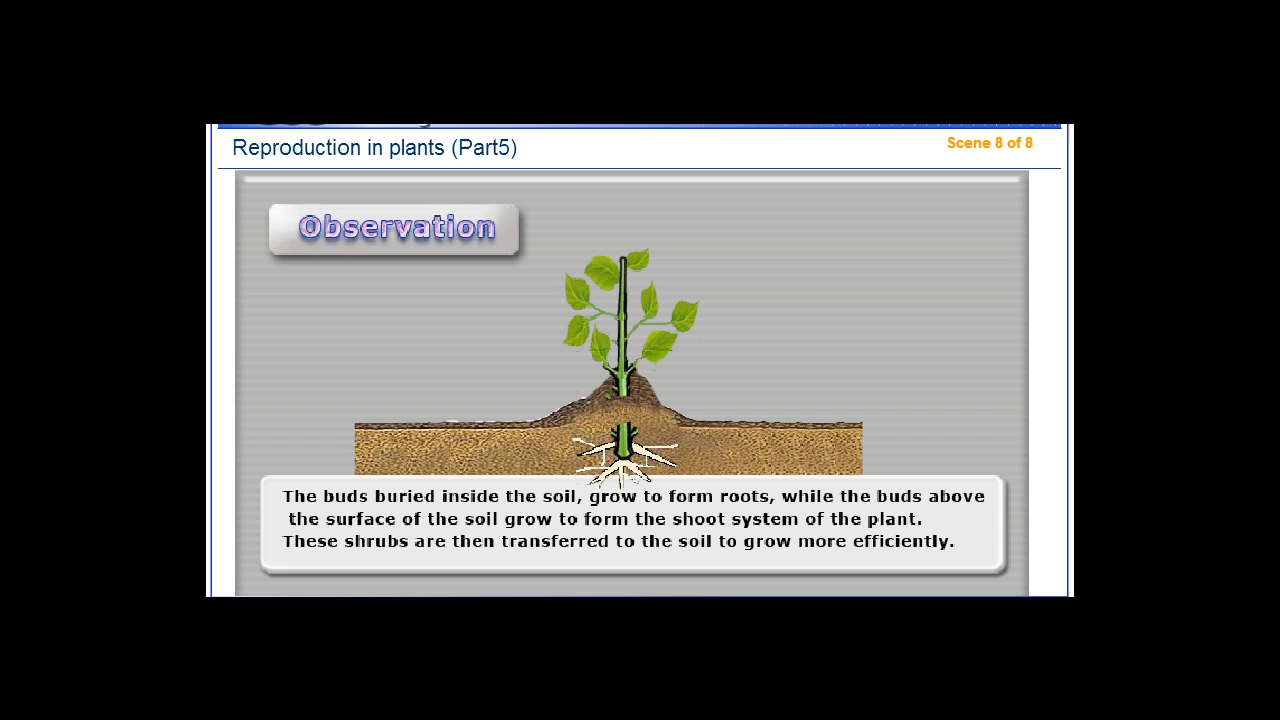 Reproduction in plants (Part5)
Scene 8 of 8
Observation
The buds buried inside the soil, grow to form roots, while the buds above
the surface of the soil grow to form the shoot system of the plant.
These shrubs are then transferred to the soil to grow more efficiently.